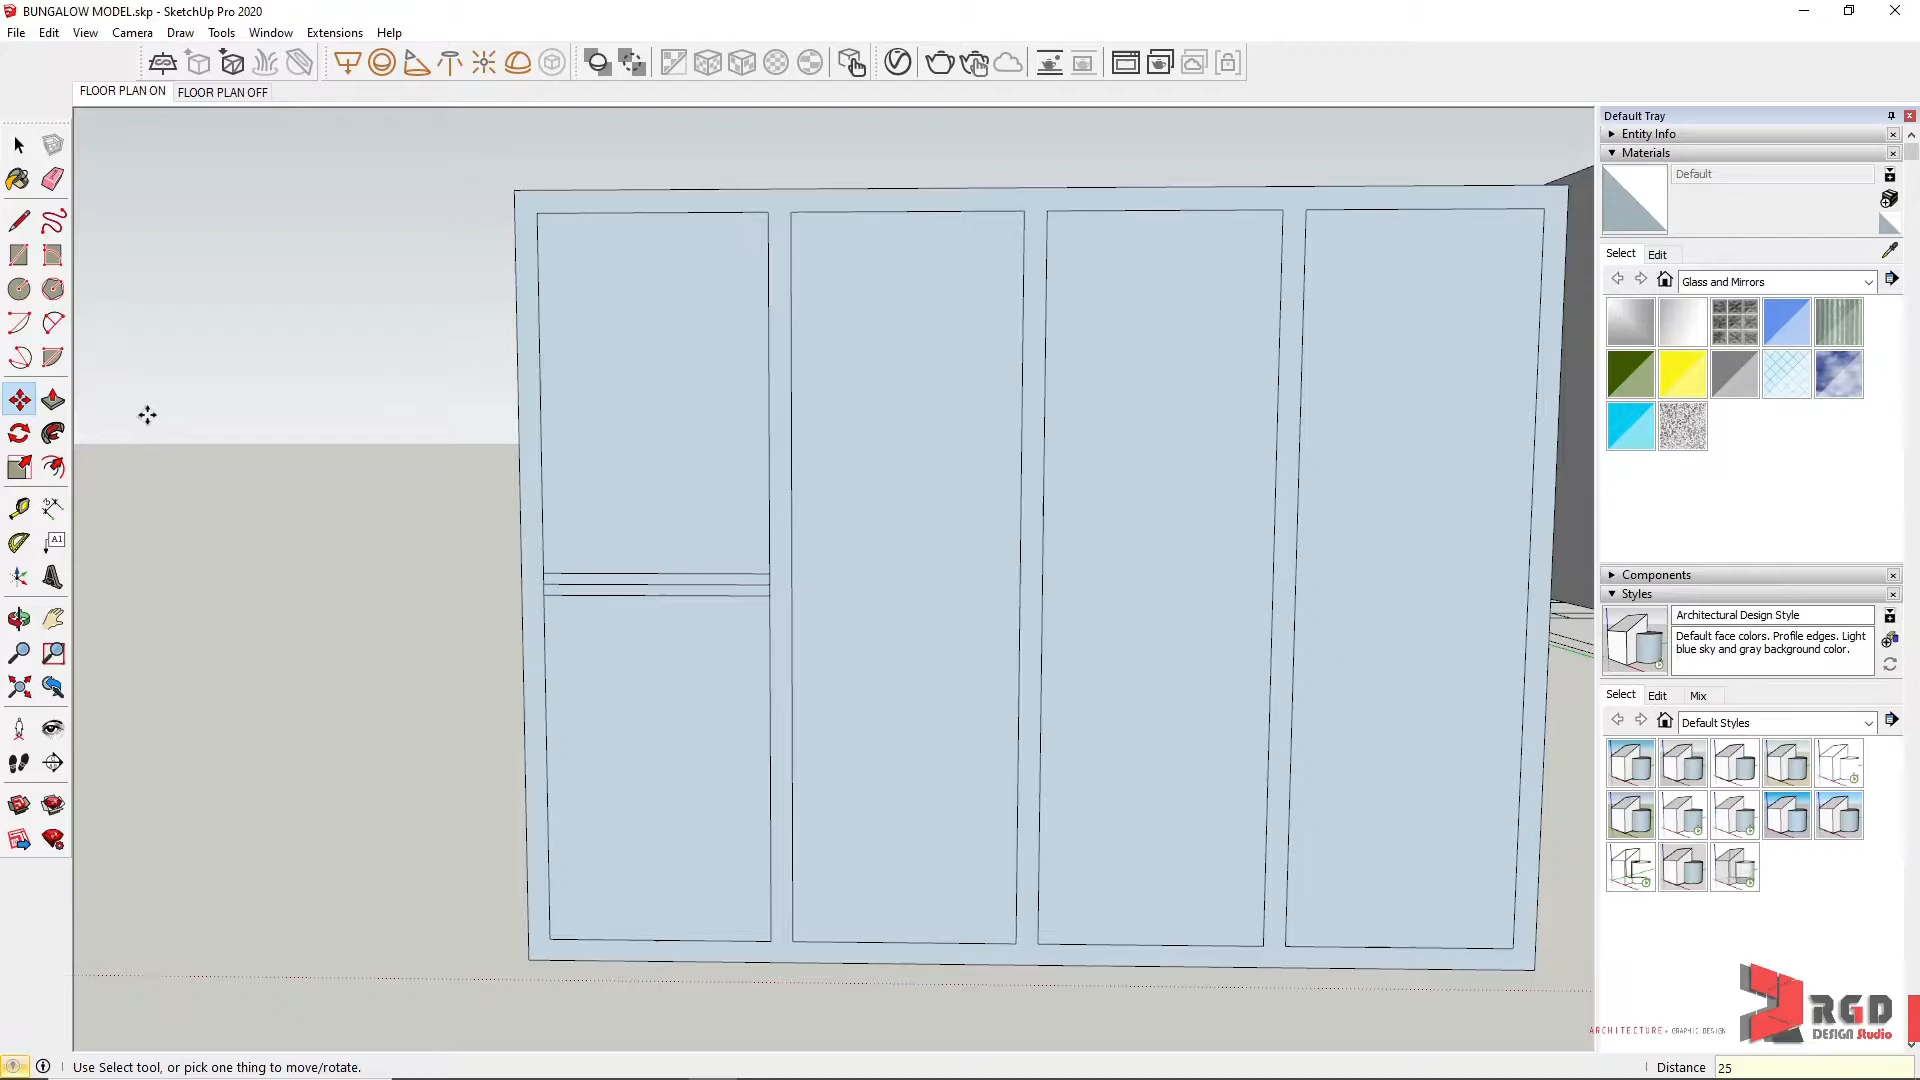 BUNGALOW MODEL.skp - SketchUp Pro 2020
File Edit View Camera Draw Tools Window Extensions Help
FLOOR PLAN ON FLOOR PLAN OFF
Default Tray
Entity Info
Materials
Default
Select Edit
Glass and Mirrors
A1
Components
Styles
Architectural Design Style
Default face colors. Profile edges. Light
blue sky and gray background color.
Select Edit Mix
Default Styles
RGD
DESIGN Studio
ARCHITECTURE + GRAPHIC DESIGN
Use Select tool, or pick one thing to move/rotate.
Distance 25